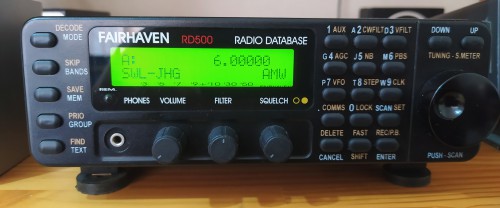 FAIRHAVEN RD500 RADIO DATABASE
DECODE
MODE
SKIP
BANDS
SAVE
MEM
PRIO
GROUP
FIND
TEXT
A: 6.00000
SWL-JHG AMW
REM.
PHONES VOLUME FILTER SQUELCH
1 AUX A 2 CWFILT D 3 VFILT
G 4 AGC J 5 NB M 6 PBS
P 7 VFO T 8 STEP W 9 CLK
. COMMS 0 LOCK SCAN SET
DELETE FAST REC/P.B.
CANCEL SHIFT ENTER
DOWN UP
TUNING - S.METER
PUSH - SCAN